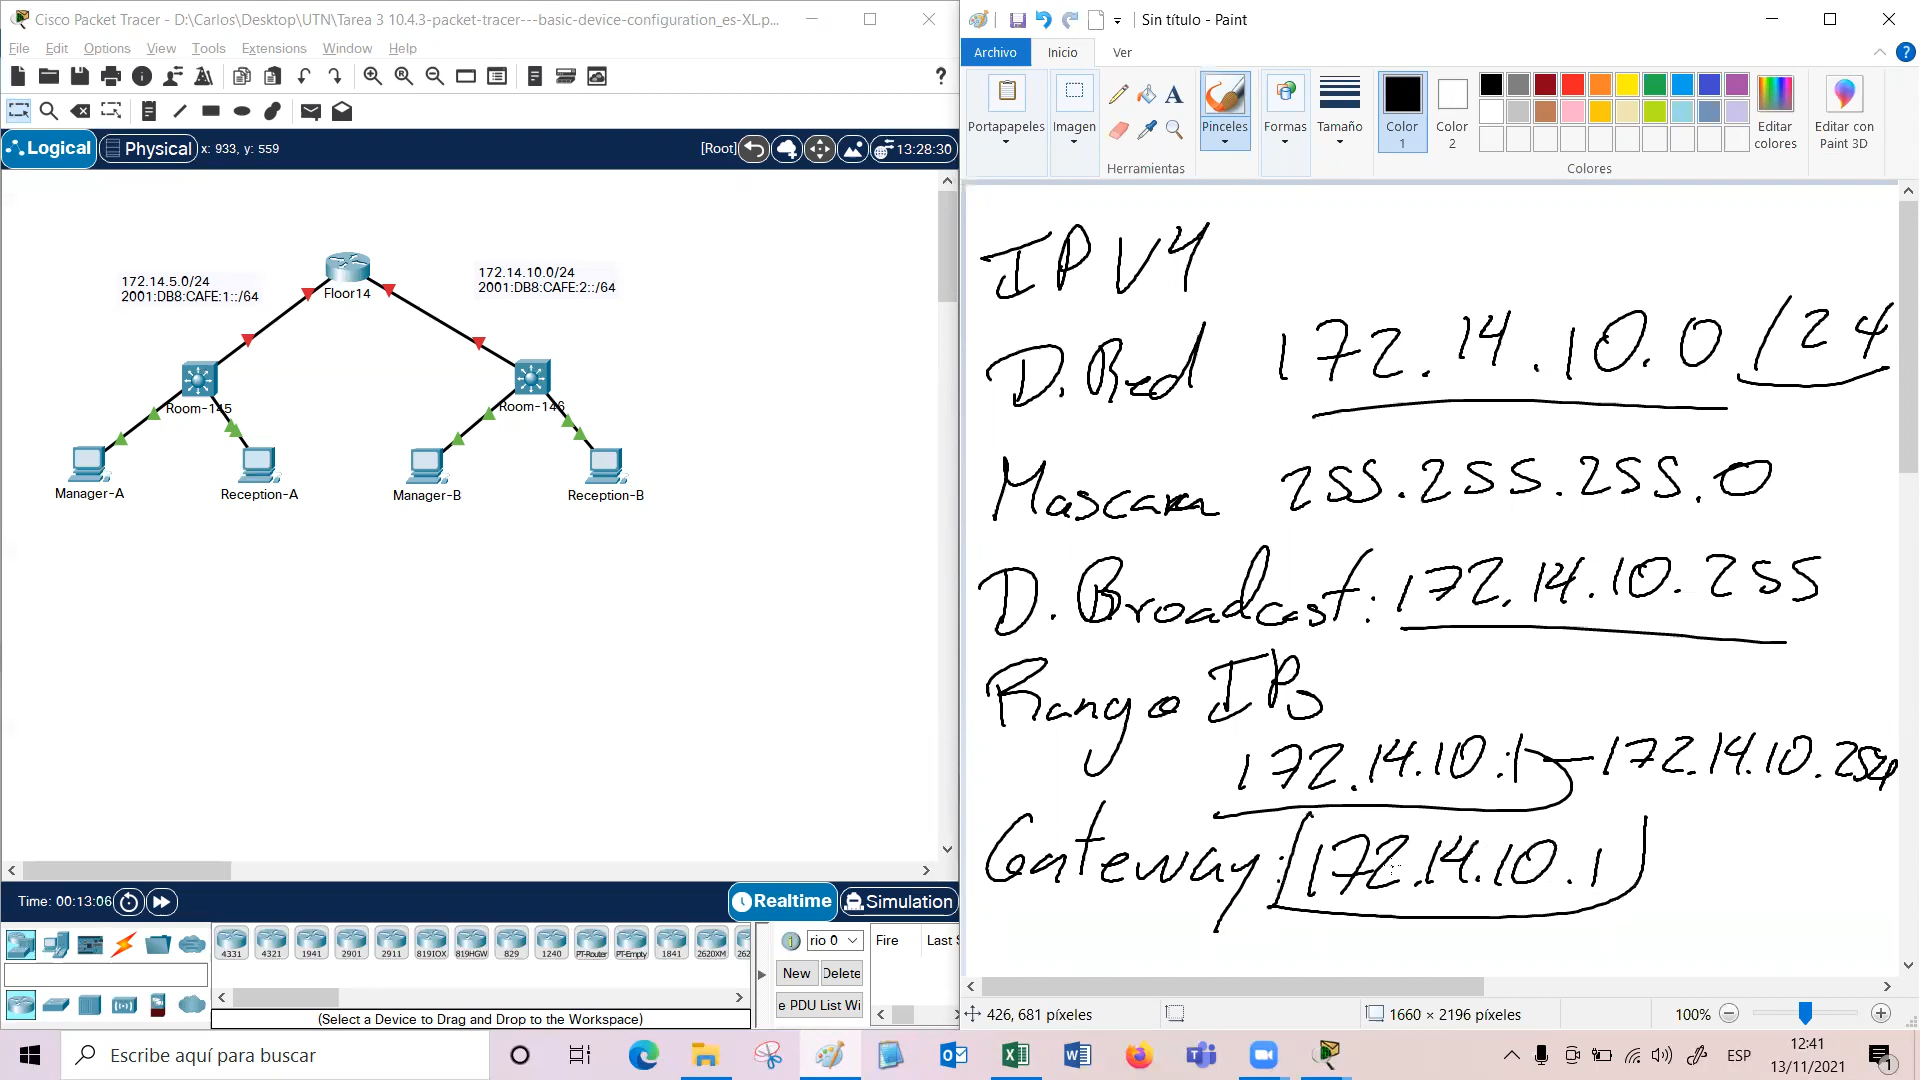 Cisco Packet Tracer - D:\Carlos\Desktop\UTN\Tarea 3 10.4.3-packet-tracer---basic-device-configuration_es-XL.p...
File Edit Options View Tools Extensions Window Help
?
Logical Physical x: 933, y: 559 [Root] 13:28:30
172.14.5.0/24
2001:DB8:CAFE:1::/64
172.14.10.0/24
2001:DB8:CAFE:2::/64
Floor14
Room-145
Room-146
Manager-A
Reception-A
Manager-B
Reception-B
Time: 00:13:06
Realtime Simulation
4331 4321 1941 2901 2911 819IOX 819HGW 829 1240 PT-Router PT-Empty 1841 2620XM 262
(Select a Device to Drag and Drop to the Workspace)
rio 0
New Delete
e PDU List Wi
Fire Last S
Sin título - Paint
Archivo Inicio Ver
Portapapeles
Imagen
Herramientas
Pinceles
Formas
Tamaño
Color 1
Color 2
Colores
Editar colores
Editar con Paint 3D
IPV4
D. Red 172.14.10.0/24
Mascara 255.255.255.0
D. Broadcast: 172.14.10.255
Rango IPs
172.14.10.1 - 172.14.10.254
Gateway: 172.14.10.1
426, 681 píxeles
1660 × 2196 píxeles
100%
Escribe aquí para buscar
ESP
12:41
13/11/2021
1